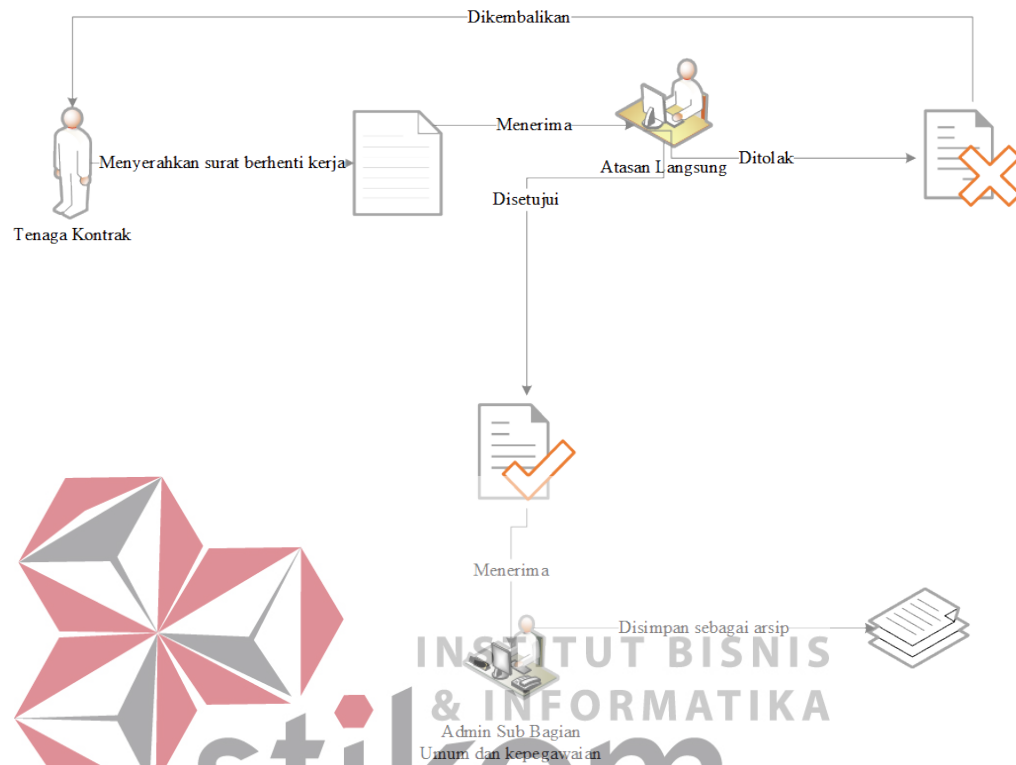 Dikembalikan
Menerima
Menyerahkan surat berhenti kerja
Atasan Langsung
Ditolak
Disetujui
Tenaga Kontrak
Menerima
Disimpan sebagai arsip
INSTITUT BISNIS
& INFORMATIKA
Admin Sub Bagian
Umum dan kepegawaian
stikom